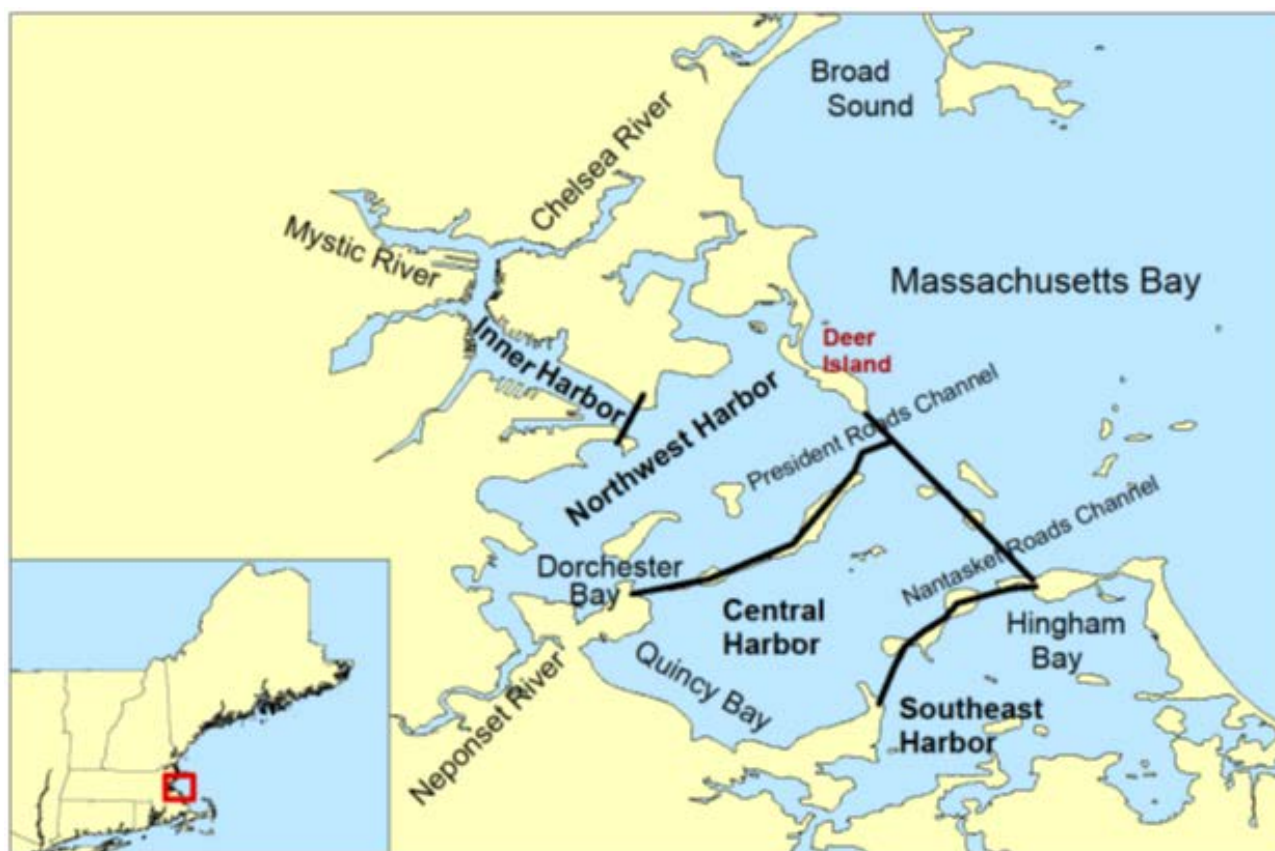 Broad
Sound
Chelsea River
Mystic River
Massachusetts Bay
Inner Harbor
Deer
Island
Northwest Harbor
President Roads Channel
Nantasket Roads Channel
Dorchester
Bay
Central
Harbor
Hingham
Bay
Quincy Bay
Neponset River
Southeast
Harbor